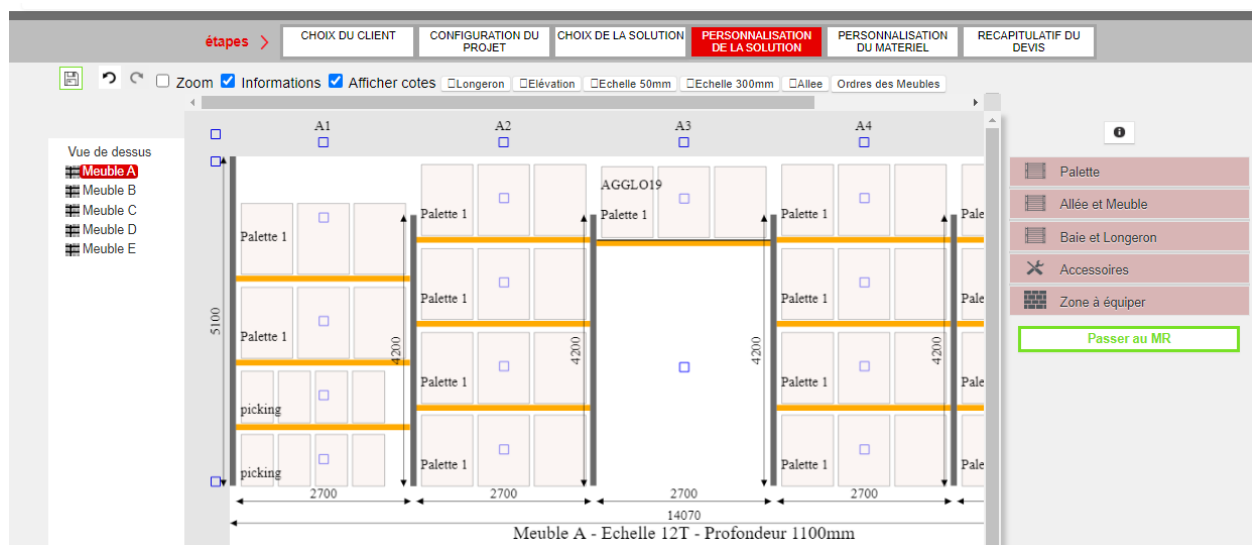 étapes
CHOIX DU CLIENT
CONFIGURATION DU
PROJET
CHOIX DE LA SOLUTION
PERSONNALISATION
DE LA SOLUTION
PERSONNALISATION
DU MATERIEL
RECAPITULATIF DU
DEVIS
Zoom Informations Afficher cotes Longeron Elévation Echelle 50mm Echelle 300mm Allee Ordres des Meubles
Vue de dessus
Meuble A
Meuble B
Meuble C
Meuble D
Meuble E
A1 A2 A3 A4
AGGLO19
Palette 1 Palette 1 Palette 1 Pale
Palette 1
Palette 1 Palette 1 Pale
Palette 1
5100
4200 4200 4200 4200
Palette 1 Palette 1 Pale
picking
Palette 1 Palette 1 Pale
picking
2700 2700 2700 2700
14070
Meuble A - Echelle 12T - Profondeur 1100mm
Palette
Allée et Meuble
Baie et Longeron
Accessoires
Zone à équiper
Passer au MR